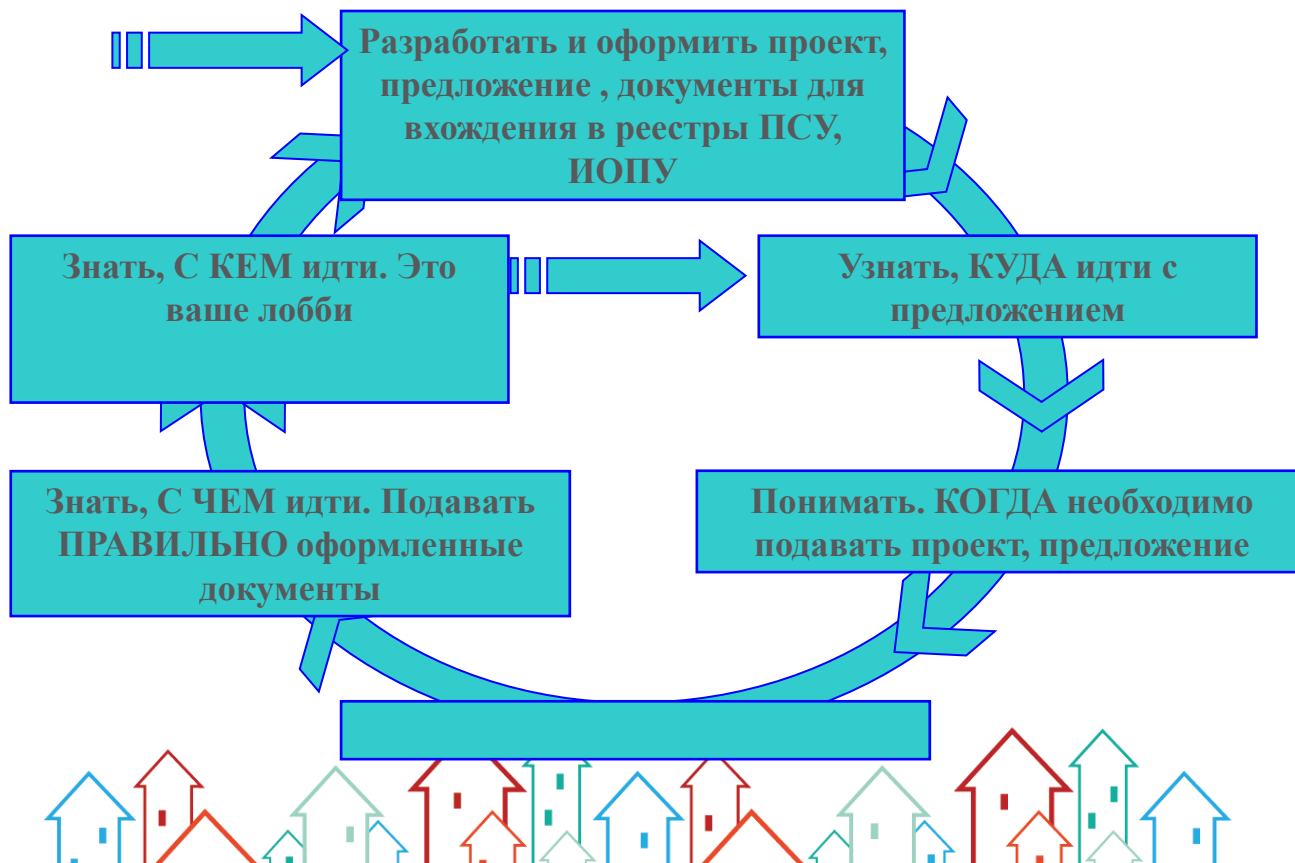 Разработать и оформить проект,
предложение , документы для
вхождения в реестры ПСУ,
ИОПУ
Знать, С КЕМ идти. Это
ваше лобби
Узнать, КУДА идти с
предложением
Знать, С ЧЕМ идти. Подавать
ПРАВИЛЬНО оформленные
документы
Понимать. КОГДА необходимо
подавать проект, предложение